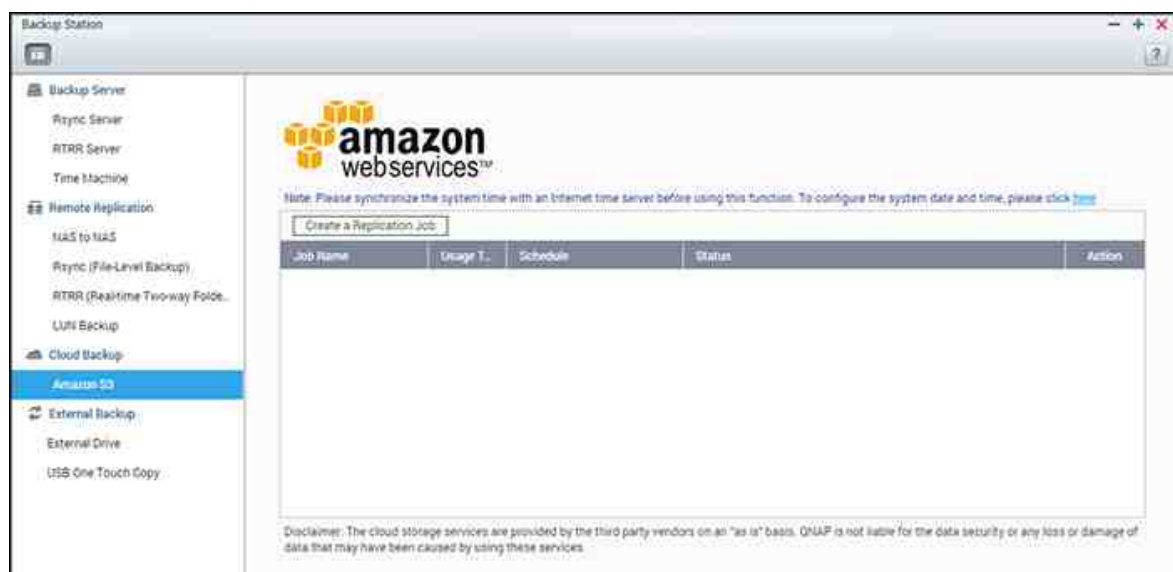 Backup Station
Backup Server
Rsync Server
RTRR Server
Time Machine
Remote Replication
NAS to NAS
Rsync (File-Level Backup)
RTRR (Real-time Two-way Folde...
LUN Backup
Cloud Backup
Amazon S3
External Backup
External Drive
USB One Touch Copy
?
amazon
webservices™
Note: Please synchronize the system time with an Internet time server before using this function. To configure the system date and time, please click here
Create a Replication Job
Job Name Usage T... Schedule Status Action
Disclaimer: The cloud storage services are provided by the third party vendors on an "as is" basis. QNAP is not liable for the data security or any loss or damage of
data that may have been caused by using these services.